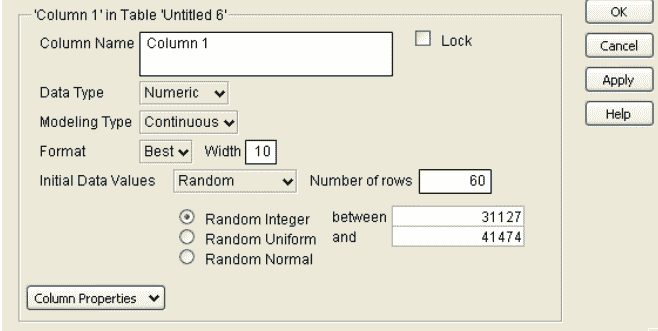 'Column 1' in Table 'Untitled 6'
Column Name Column 1 Lock
Data Type Numeric
Modeling Type Continuous
Format Best Width 10
Initial Data Values Random Number of rows 60
Random Integer between 31127
Random Uniform and 41474
Random Normal
Column Properties
OK
Cancel
Apply
Help